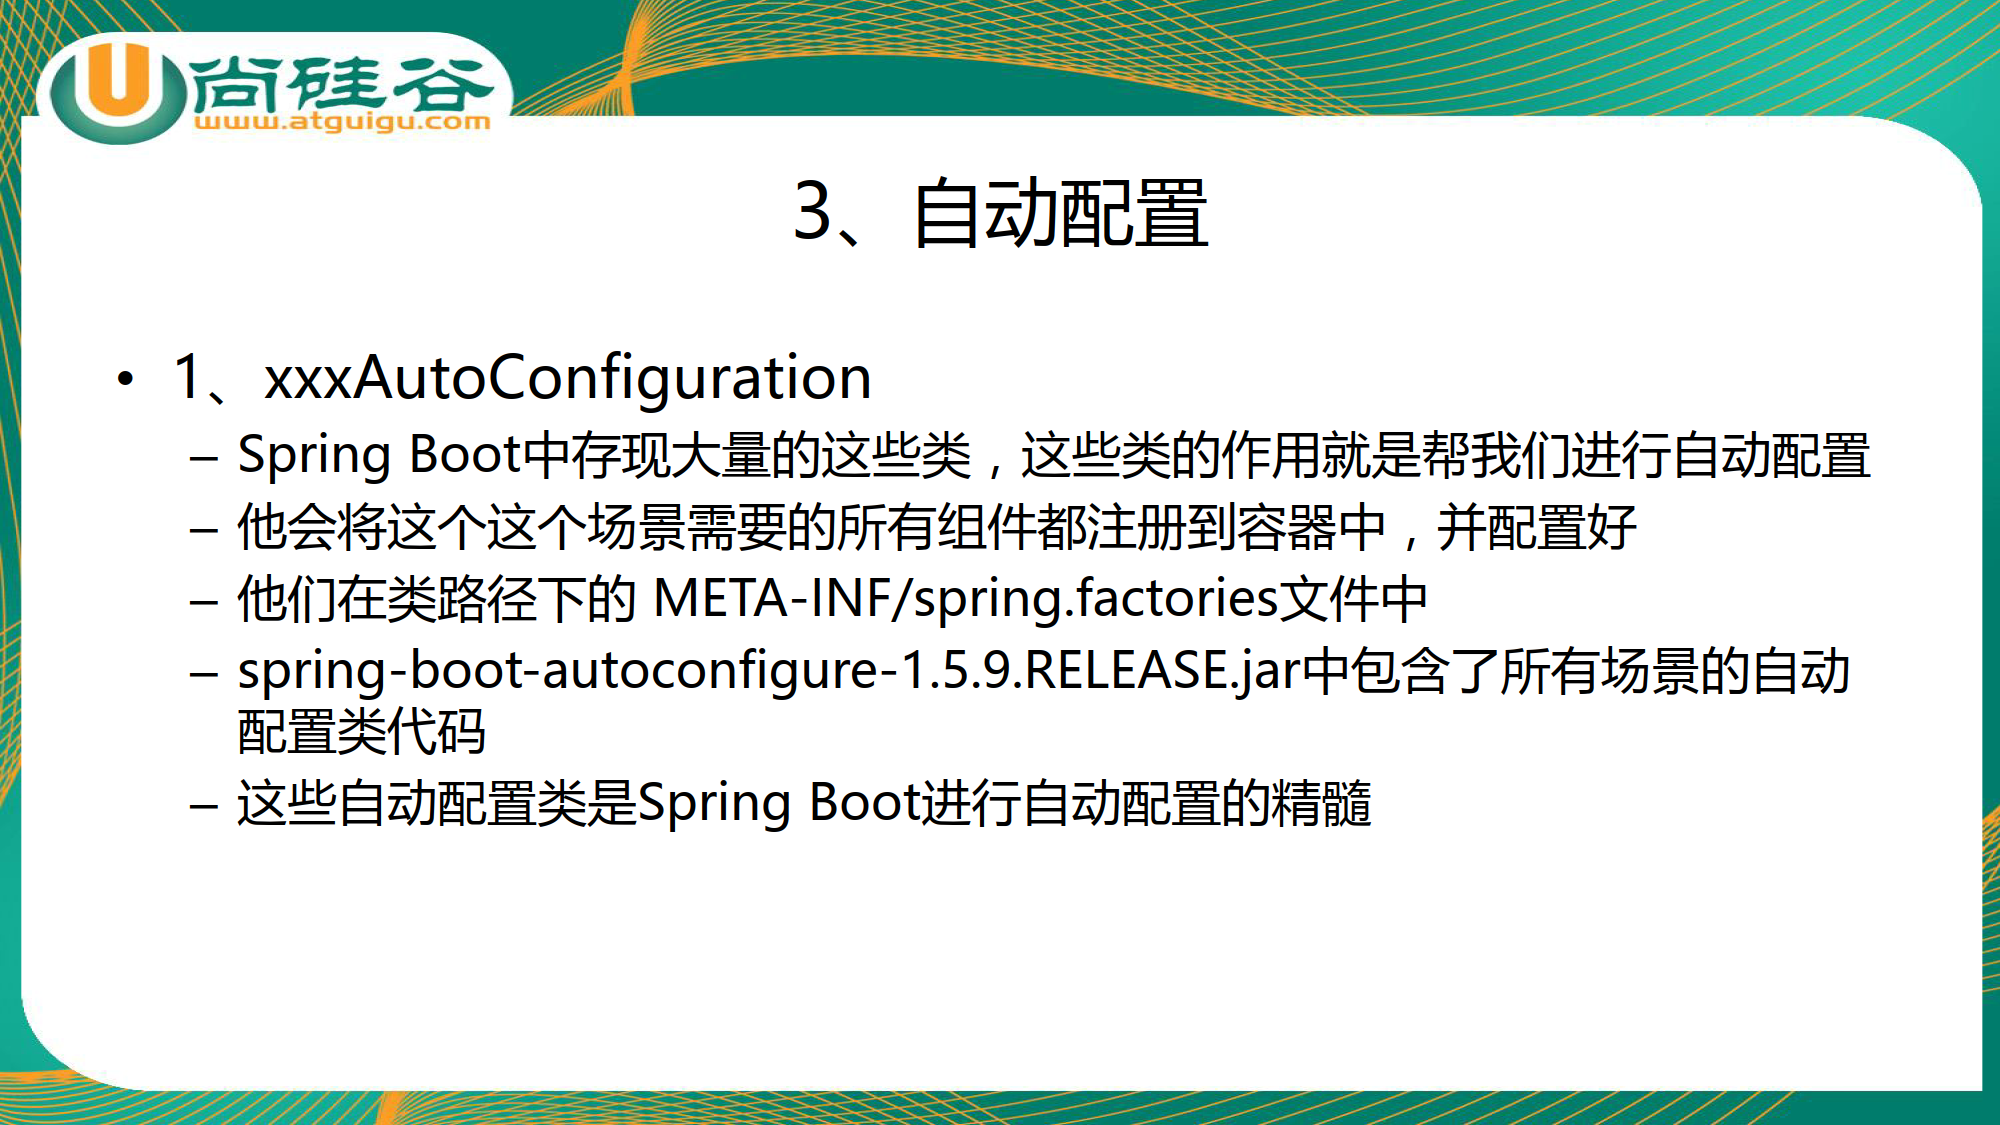 尚硅谷
www.atguigu.com
3、自动配置
• 1、xxxAutoConfiguration
– Spring Boot中存现大量的这些类，这些类的作用就是帮我们进行自动配置
– 他会将这个这个场景需要的所有组件都注册到容器中，并配置好
– 他们在类路径下的 META-INF/spring.factories文件中
– spring-boot-autoconfigure-1.5.9.RELEASE.jar中包含了所有场景的自动
配置类代码
– 这些自动配置类是Spring Boot进行自动配置的精髓